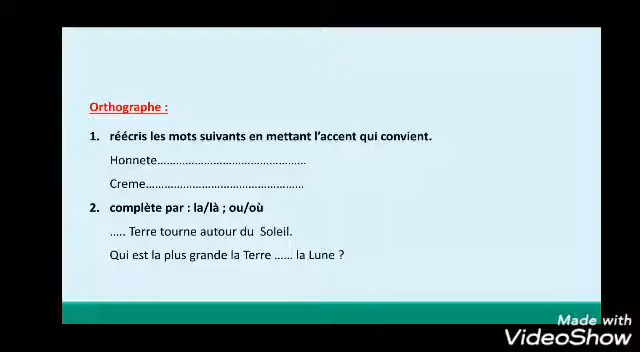 Orthographe :
1. réécris les mots suivants en mettant l'accent qui convient.
Honnete................................................
Creme...................................................
2. complète par : la/là ; ou/où
..... Terre tourne autour du Soleil.
Qui est la plus grande la Terre ...... la Lune ?
Made with
VideoShow